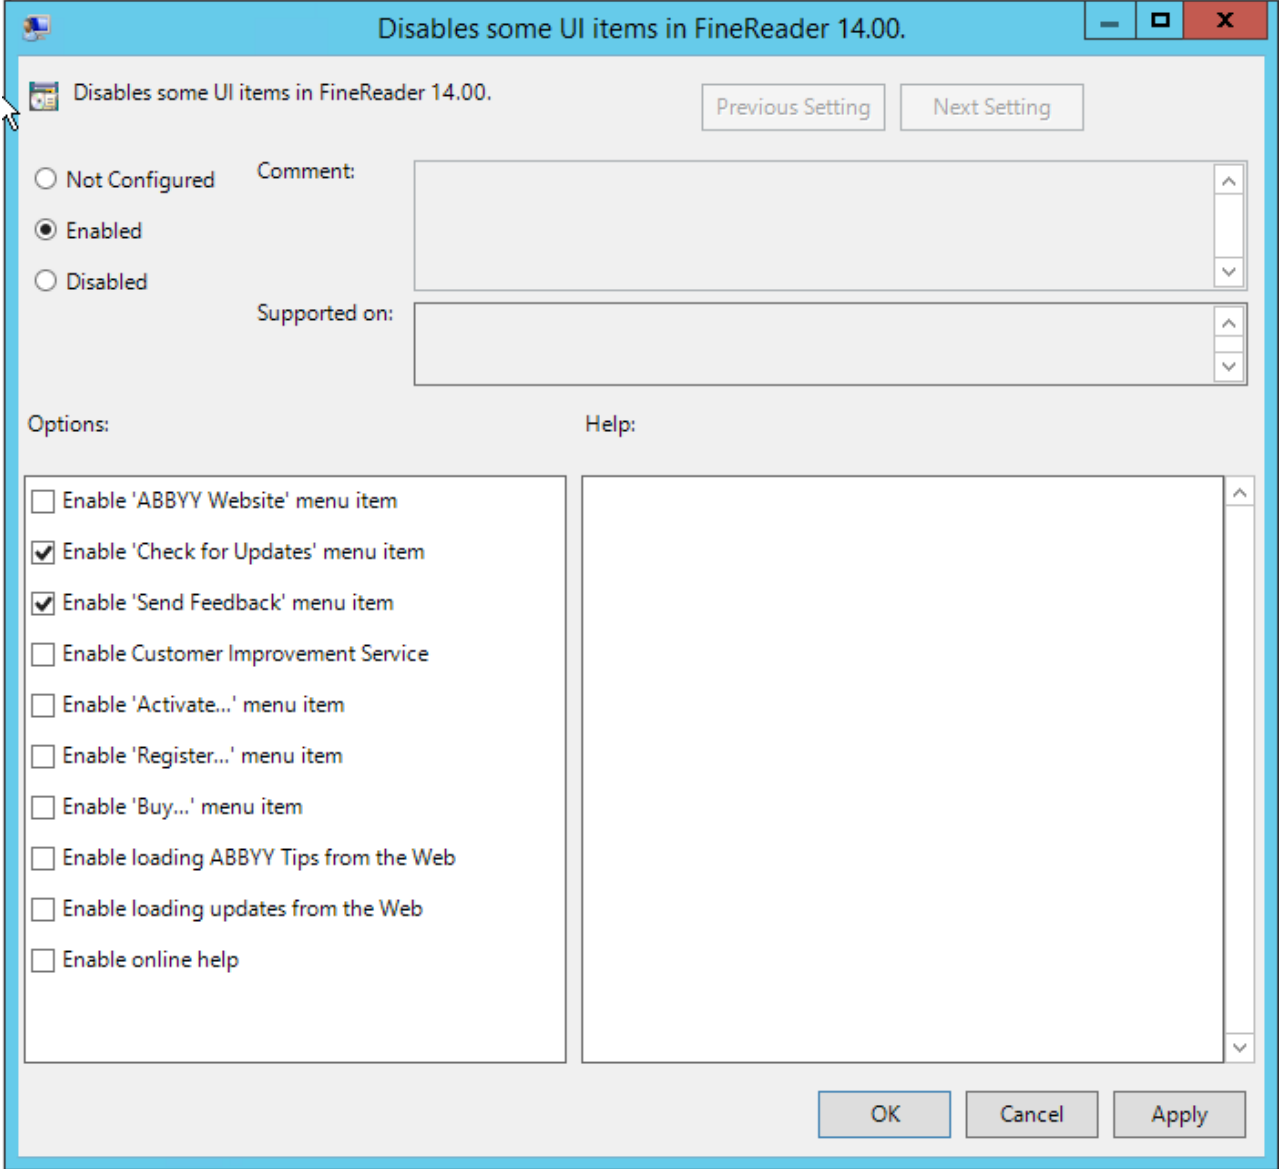 Disables some UI items in FineReader 14.00.
X
Disables some UI items in FineReader 14.00.
Previous Setting
Next Setting
Not Configured
Comment:
Enabled
Disabled
Supported on:
Options:
Help:
Enable 'ABBYY Website' menu item
Enable 'Check for Updates' menu item
Enable 'Send Feedback' menu item
Enable Customer Improvement Service
Enable 'Activate...' menu item
Enable 'Register...' menu item
Enable 'Buy...' menu item
Enable loading ABBYY Tips from the Web
Enable loading updates from the Web
Enable online help
OK
Cancel
Apply